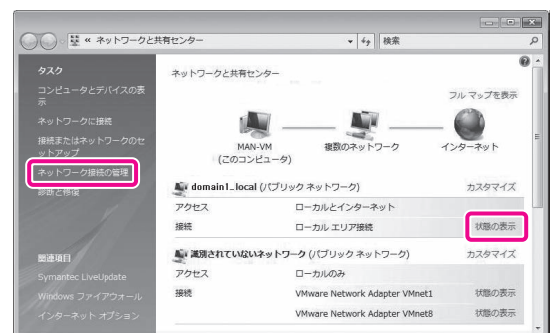 « ネットワークと共有センター
検索
タスク
コンピュータとデバイスの表
示
ネットワークに接続
接続またはネットワークのセ
ットアップ
ネットワーク接続の管理
診断と修復
関連項目
Symantec LiveUpdate
Windows ファイアウォール
インターネット オプション
ネットワークと共有センター
フル マップを表示
MAN-VM
(このコンピュータ)
複数のネットワーク
インターネット
domain1_local (パブリック ネットワーク) カスタマイズ
アクセス ローカルとインターネット
接続 ローカル エリア接続 状態の表示
識別されていないネットワーク (パブリック ネットワーク) カスタマイズ
アクセス ローカルのみ
接続 VMware Network Adapter VMnet1 状態の表示
VMware Network Adapter VMnet8 状態の表示